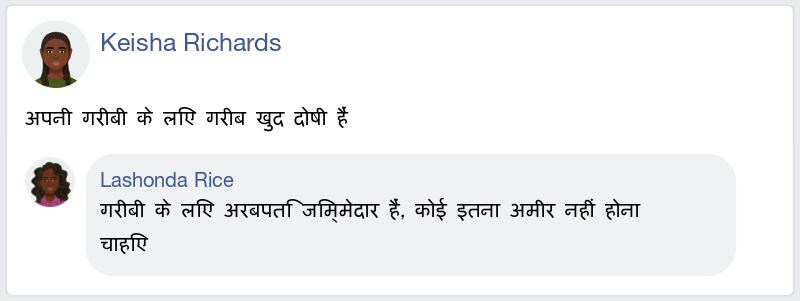 Keisha Richards
अपनी गरीबी के लिए गरीब खुद दोषी हैं
Lashonda Rice
गरीबी के लिए अरबपति जिम्मेदार हैं, कोई इतना अमीर नहीं होना
चाहिए